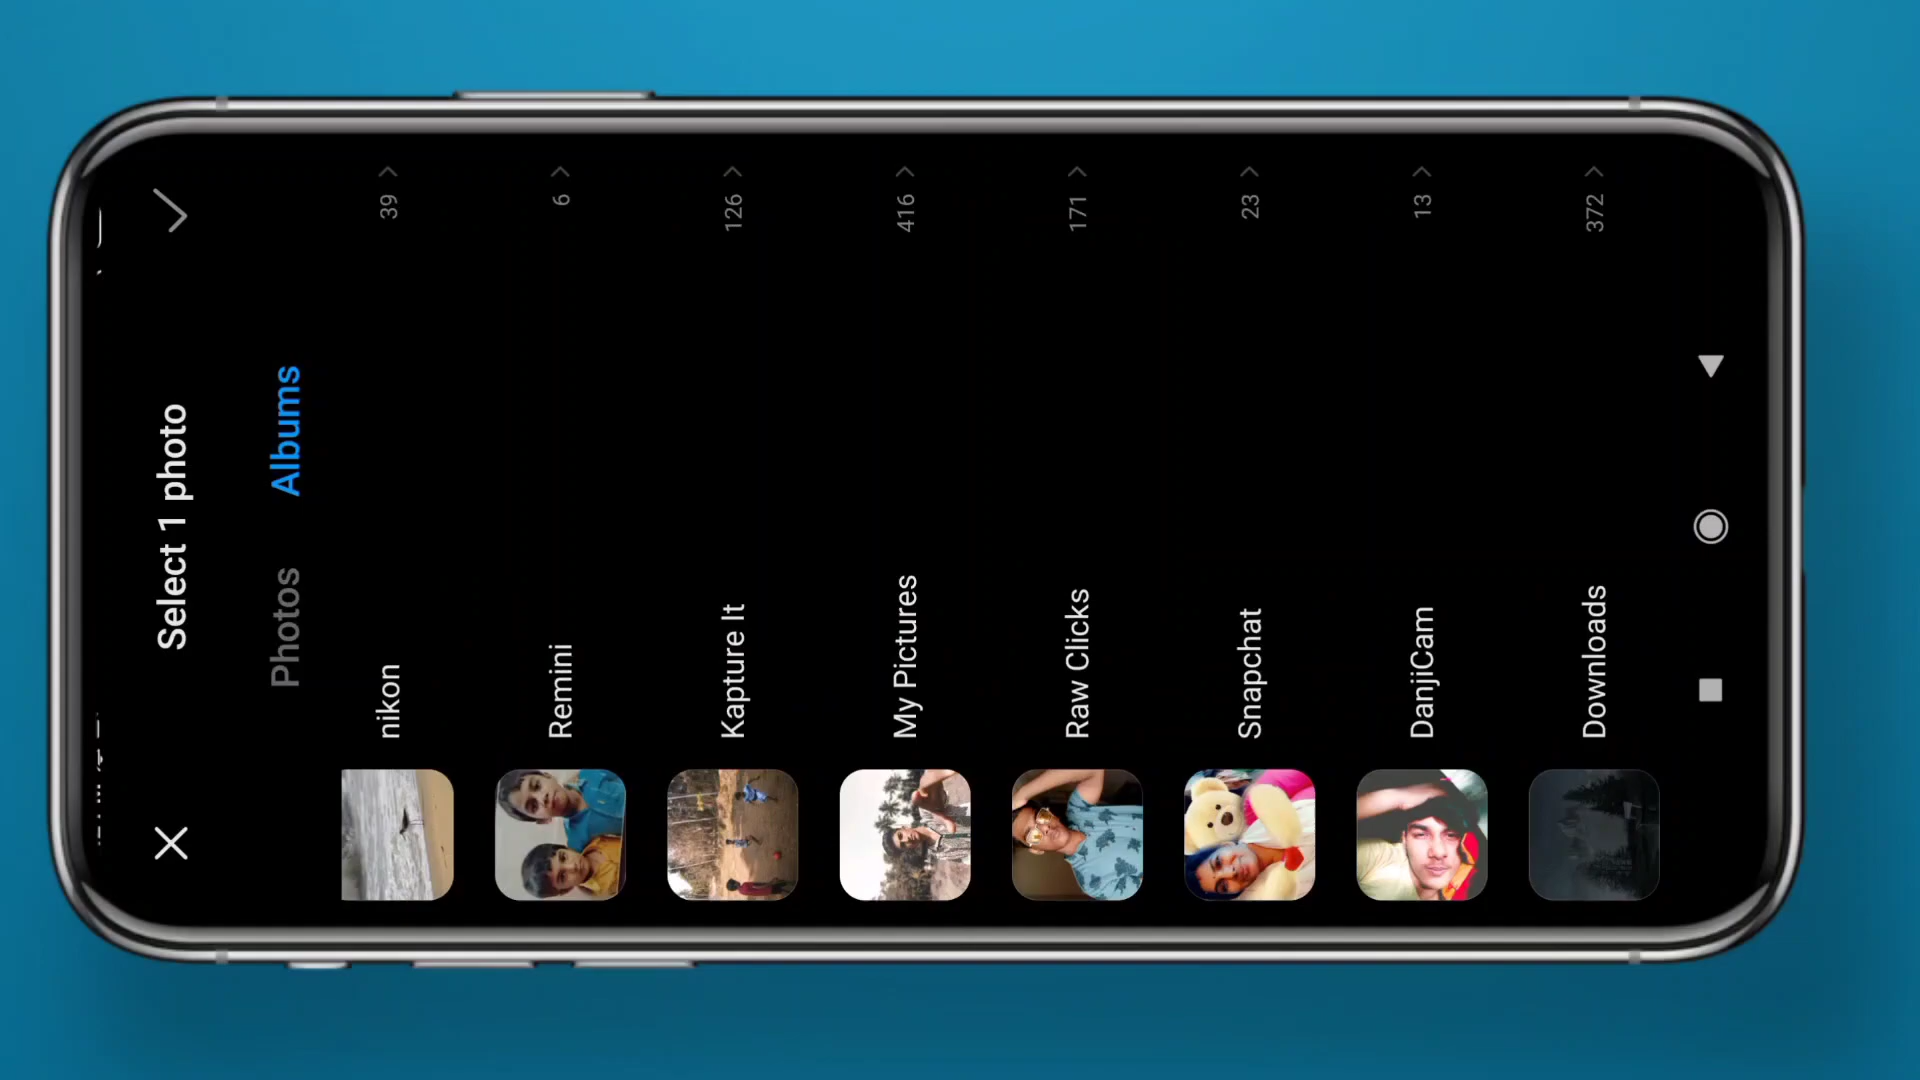 Select 1 photo
Photos Albums
nikon 39
Remini 6
Kapture It 126
My Pictures 416
Raw Clicks 171
Snapchat 23
DanjiCam 13
Downloads 372